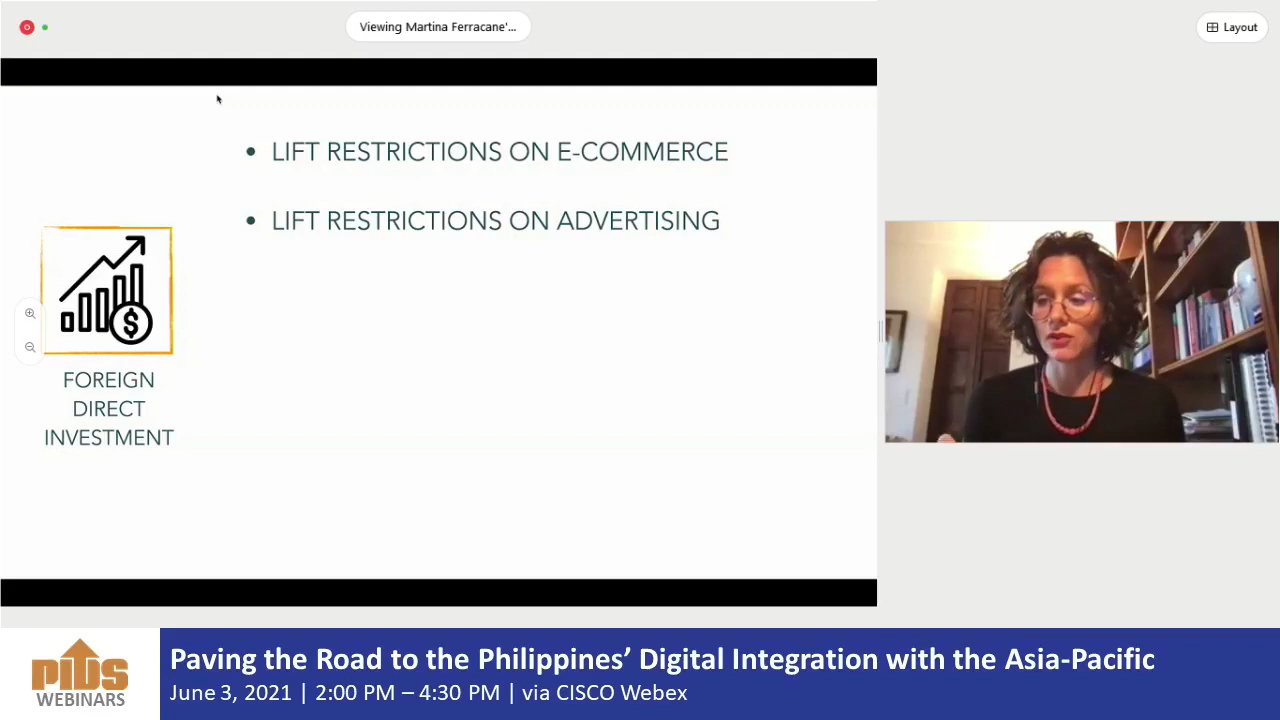 Viewing Martina Ferracane'...
Layout
• LIFT RESTRICTIONS ON E-COMMERCE
• LIFT RESTRICTIONS ON ADVERTISING
$
FOREIGN
DIRECT
INVESTMENT
PIDS
WEBINARS
Paving the Road to the Philippines’ Digital Integration with the Asia-Pacific
June 3, 2021 | 2:00 PM – 4:30 PM | via CISCO Webex